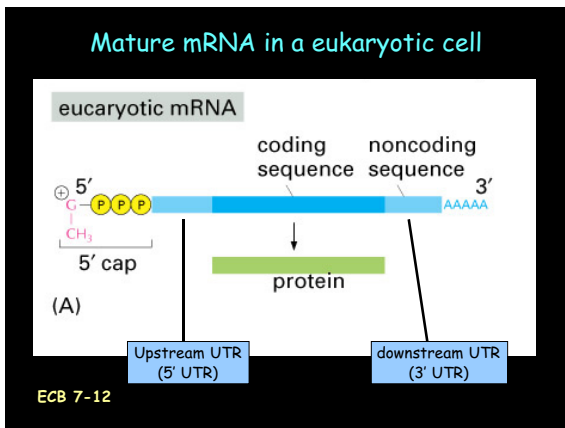 Mature mRNA in a eukaryotic cell
eucaryotic mRNA
coding
sequence
noncoding
sequence
5′
3′
+
G
P P P
AAAAA
CH3
5′ cap
protein
(A)
Upstream UTR
(5′ UTR)
downstream UTR
(3′ UTR)
ECB 7-12